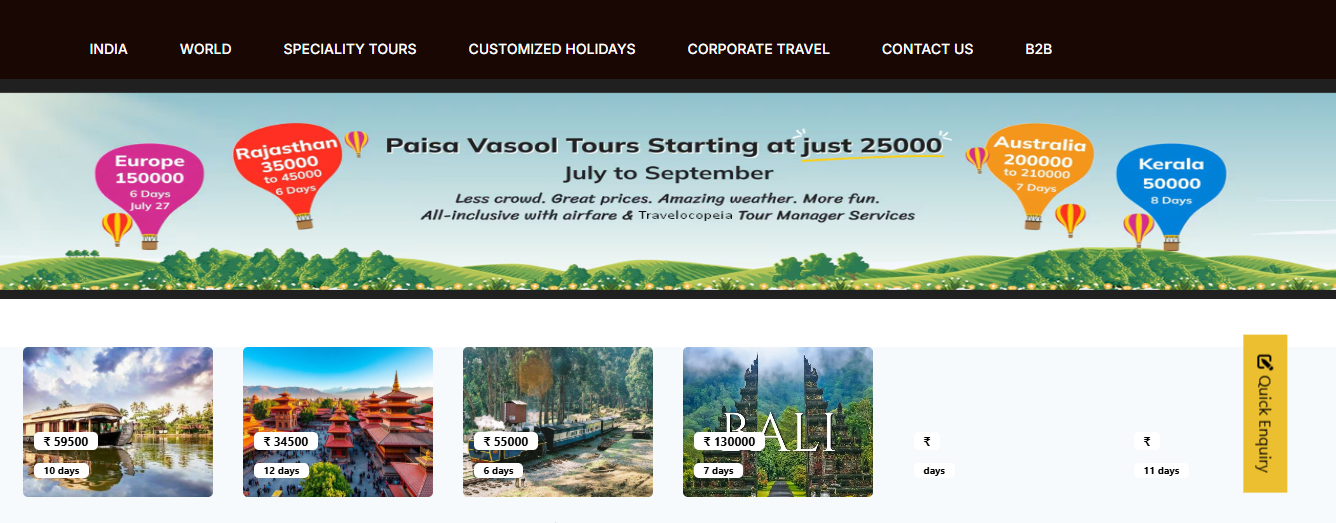 INDIA WORLD SPECIALITY TOURS CUSTOMIZED HOLIDAYS CORPORATE TRAVEL CONTACT US B2B
Paisa Vasool Tours Starting at just 25000
July to September
Less crowd. Great prices. Amazing weather. More fun.
All-inclusive with airfare & Travelocopeia Tour Manager Services
Europe
150000
6 Days
July 27
Rajasthan
35000
to 45000
6 Days
Australia
200000
to 210000
7 Days
Kerala
50000
8 Days
₹ 59500
10 days
₹ 34500
12 days
₹ 55000
6 days
BALI
₹ 130000
7 days
₹
days
₹
11 days
Quick Enquiry